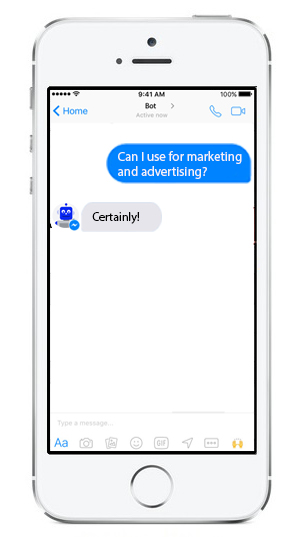 9:41 AM
100%
Home
Bot
Active now
Can I use for marketing
and advertising?
Certainly!
Type a message...
Aa
GIF